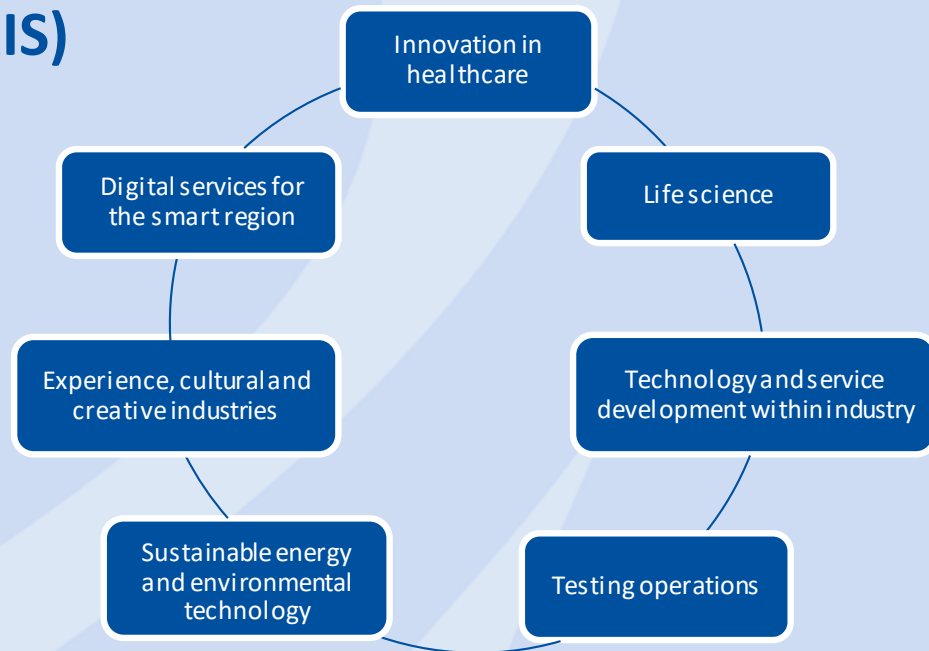 IS)
Innovation in
healthcare
Digital services for
the smart region
Life science
Experience, cultural and
creative industries
Technology and service
development within industry
Sustainable energy
and environmental
technology
Testing operations